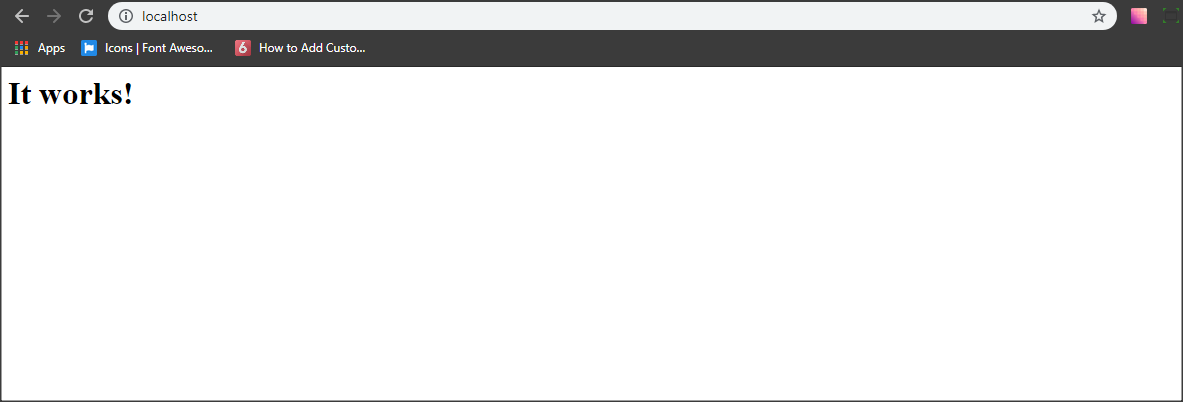 localhost
Apps Icons | Font Aweso... 6 How to Add Custo...
It works!